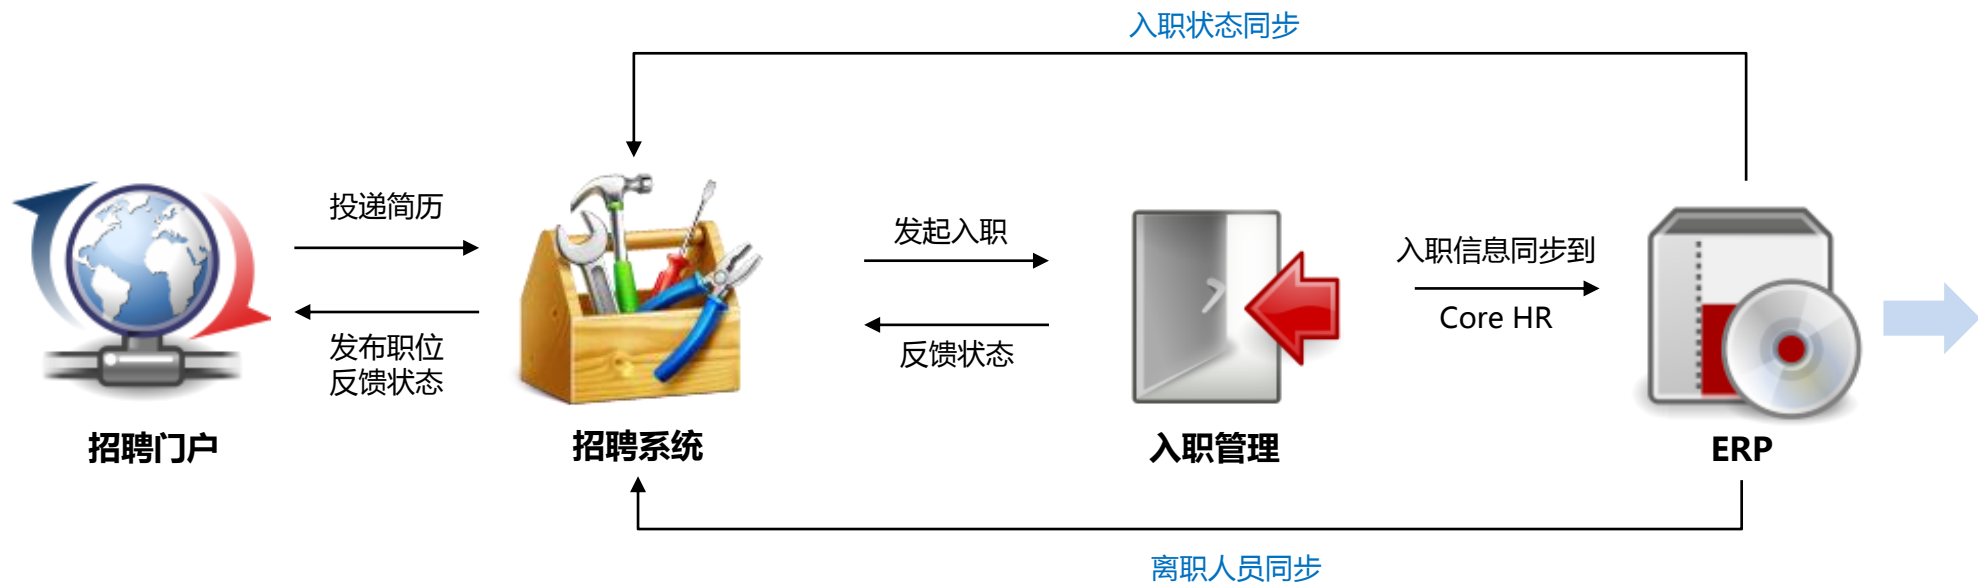 入职状态同步
投递简历
发布职位
反馈状态
发起入职
反馈状态
入职信息同步到
Core HR
招聘门户
招聘系统
入职管理
ERP
离职人员同步